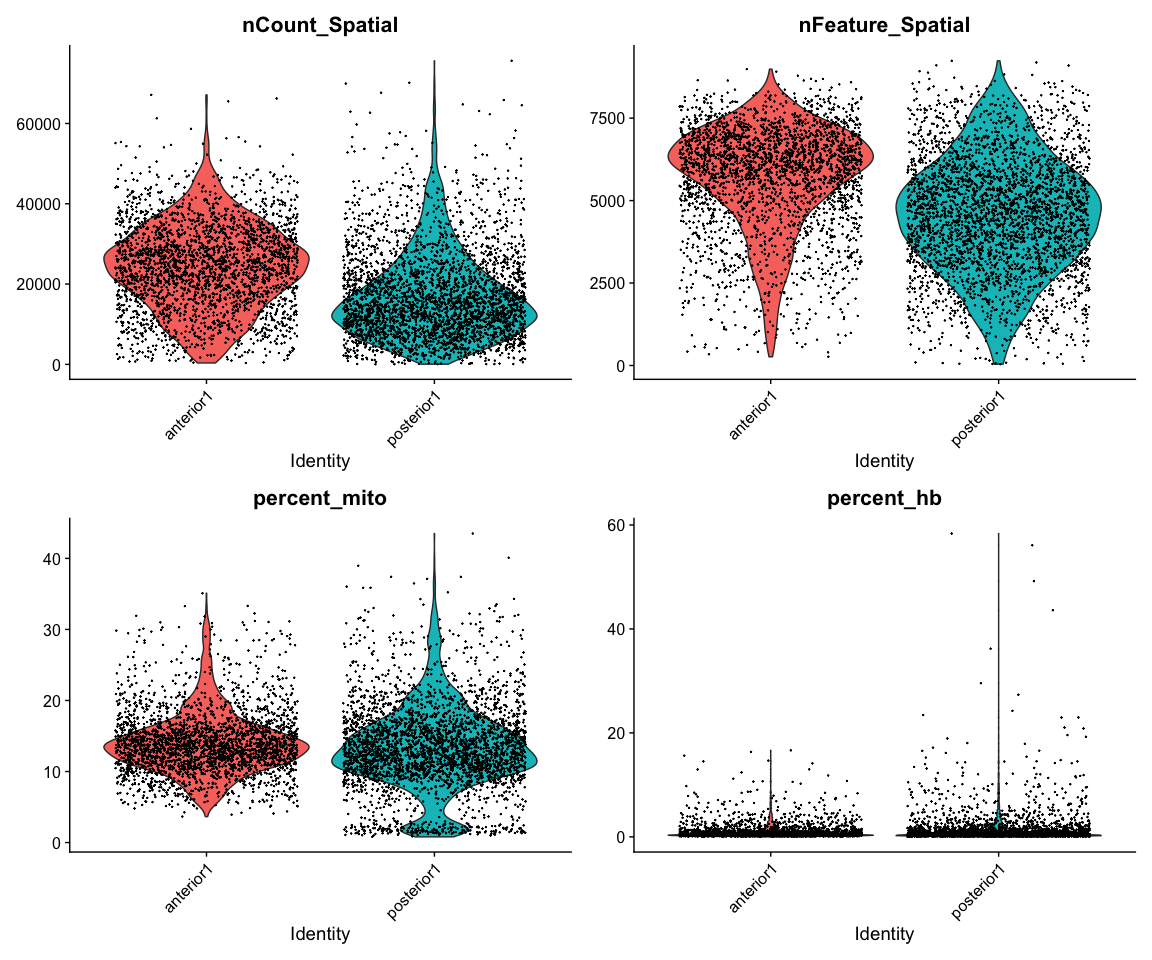 nCount_Spatial
60000
40000
20000
0
anterior1
posterior1
Identity
nFeature_Spatial
7500
5000
2500
0
anterior1
posterior1
Identity
percent_mito
40
30
20
10
0
anterior1
posterior1
Identity
percent_hb
60
40
20
0
anterior1
posterior1
Identity